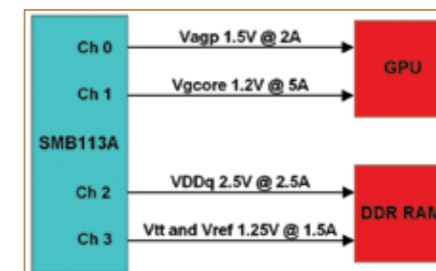 Ch 0
Vagp 1.5V @ 2A
GPU
Ch 1
Vgcore 1.2V @ 5A
SMB113A
Ch 2
VDDq 2.5V @ 2.5A
DDR RAM
Ch 3
Vtt and Vref 1.25V @ 1.5A